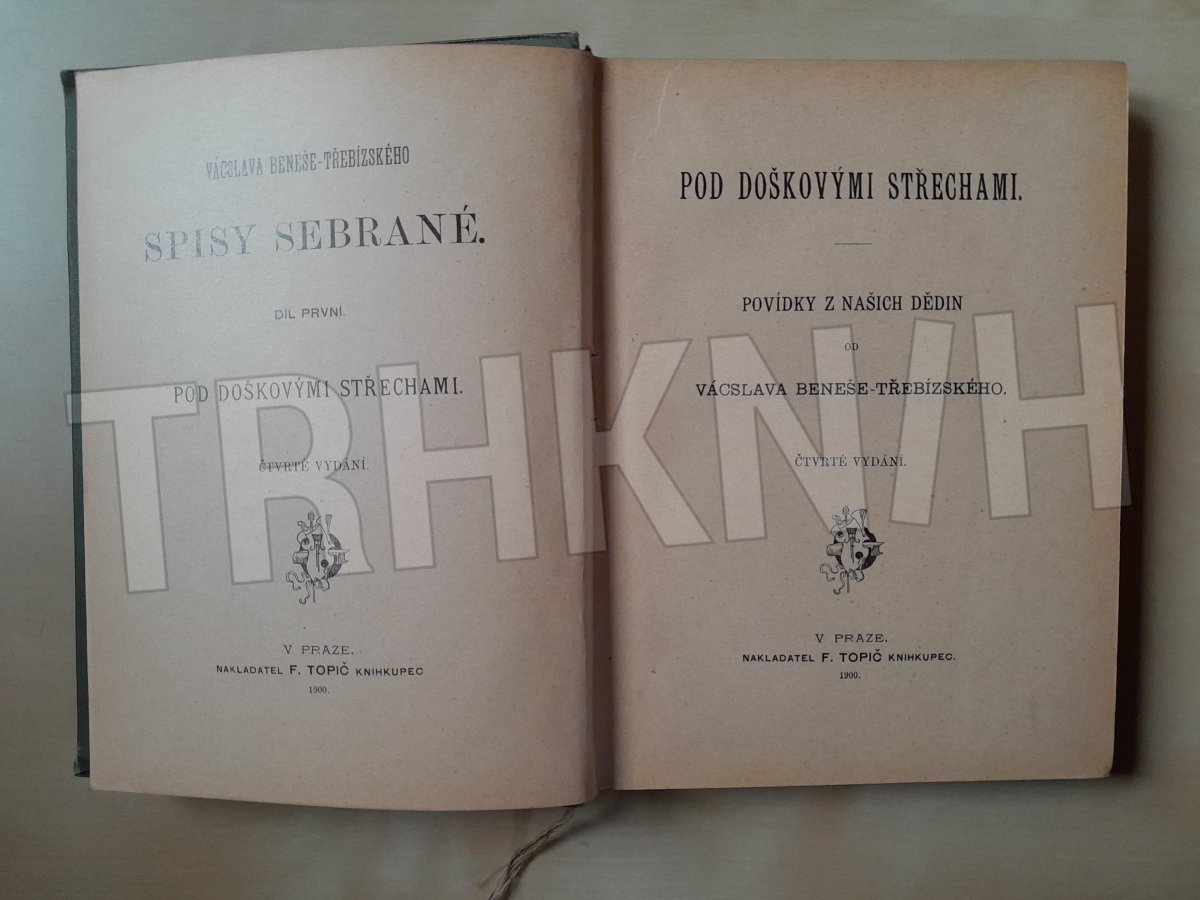 VÁCSLAVA BENEŠE-TŘEBÍZSKÉHO
SPISY SEBRANÉ.
DÍL PRVNÍ.
POD DOŠKOVÝMI STŘECHAMI.
ČTVRTÉ VYDÁNÍ.
V PRAZE.
NAKLADATEL F. TOPIČ KNIHKUPEC
1900.
POD DOŠKOVÝMI STŘECHAMI.
POVÍDKY Z NAŠICH DĚDIN
OD
VÁCSLAVA BENEŠE-TŘEBÍZSKÉHO.
ČTVRTÉ VYDÁNÍ.
V PRAZE.
NAKLADATEL F. TOPIČ KNIHKUPEC.
1900.
TRHKNIH